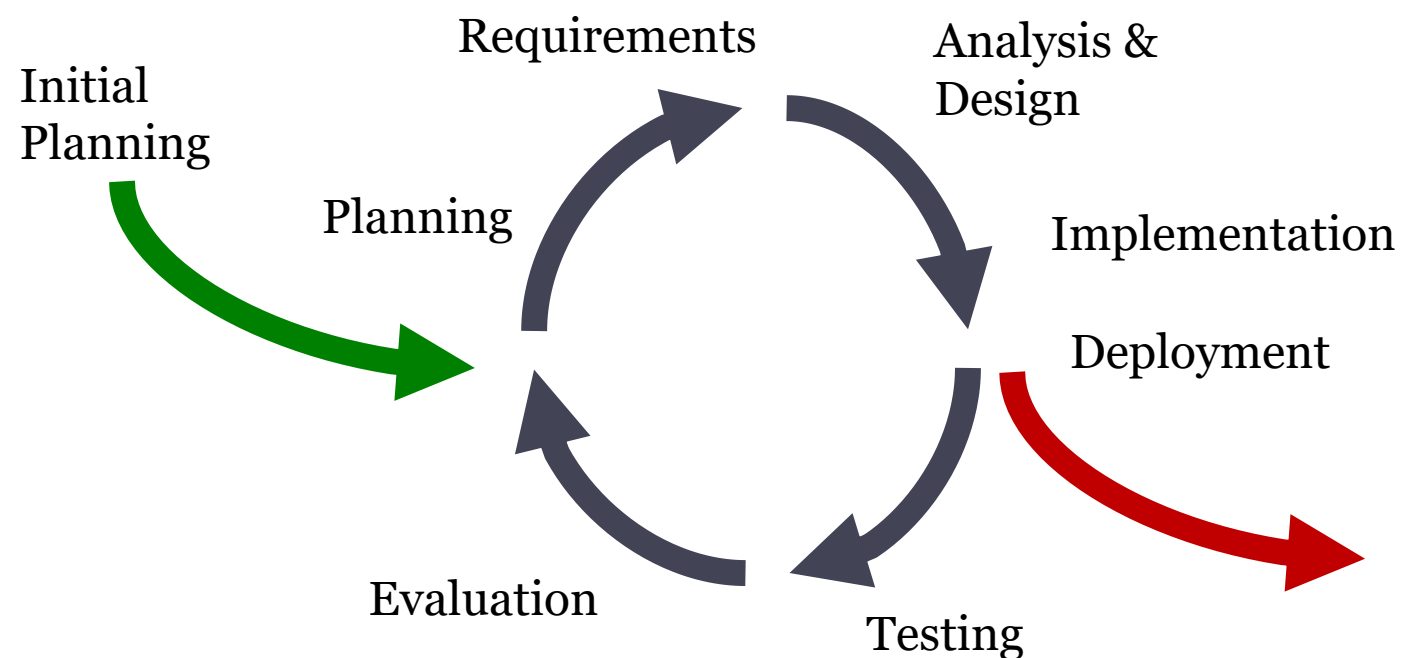 Initial
Planning
Planning
Requirements
Analysis &
Design
Implementation
Deployment
Testing
Evaluation